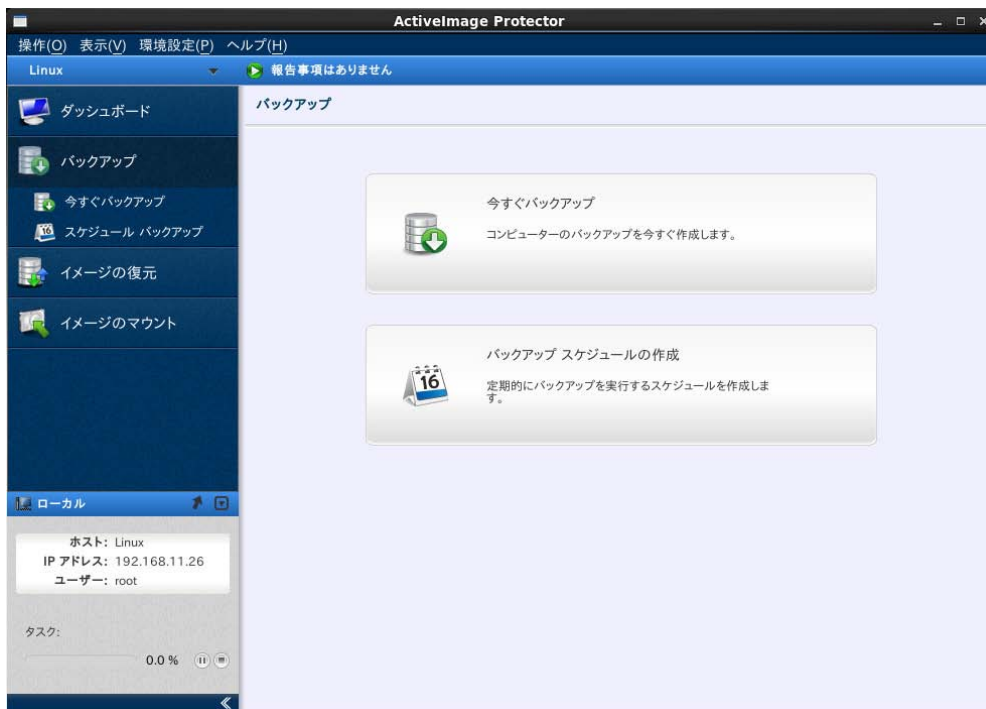 ActiveImage Protector
操作(O) 表示(V) 環境設定(P) ヘルプ(H)
Linux
報告事項はありません
ダッシュボード
バックアップ
今すぐバックアップ
16 スケジュール バックアップ
イメージの復元
イメージのマウント
バックアップ
今すぐバックアップ
コンピューターのバックアップを今すぐ作成します。
16
バックアップ スケジュールの作成
定期的にバックアップを実行するスケジュールを作成しま
す。
ローカル
ホスト: Linux
IP アドレス: 192.168.11.26
ユーザー: root
タスク:
0.0 %